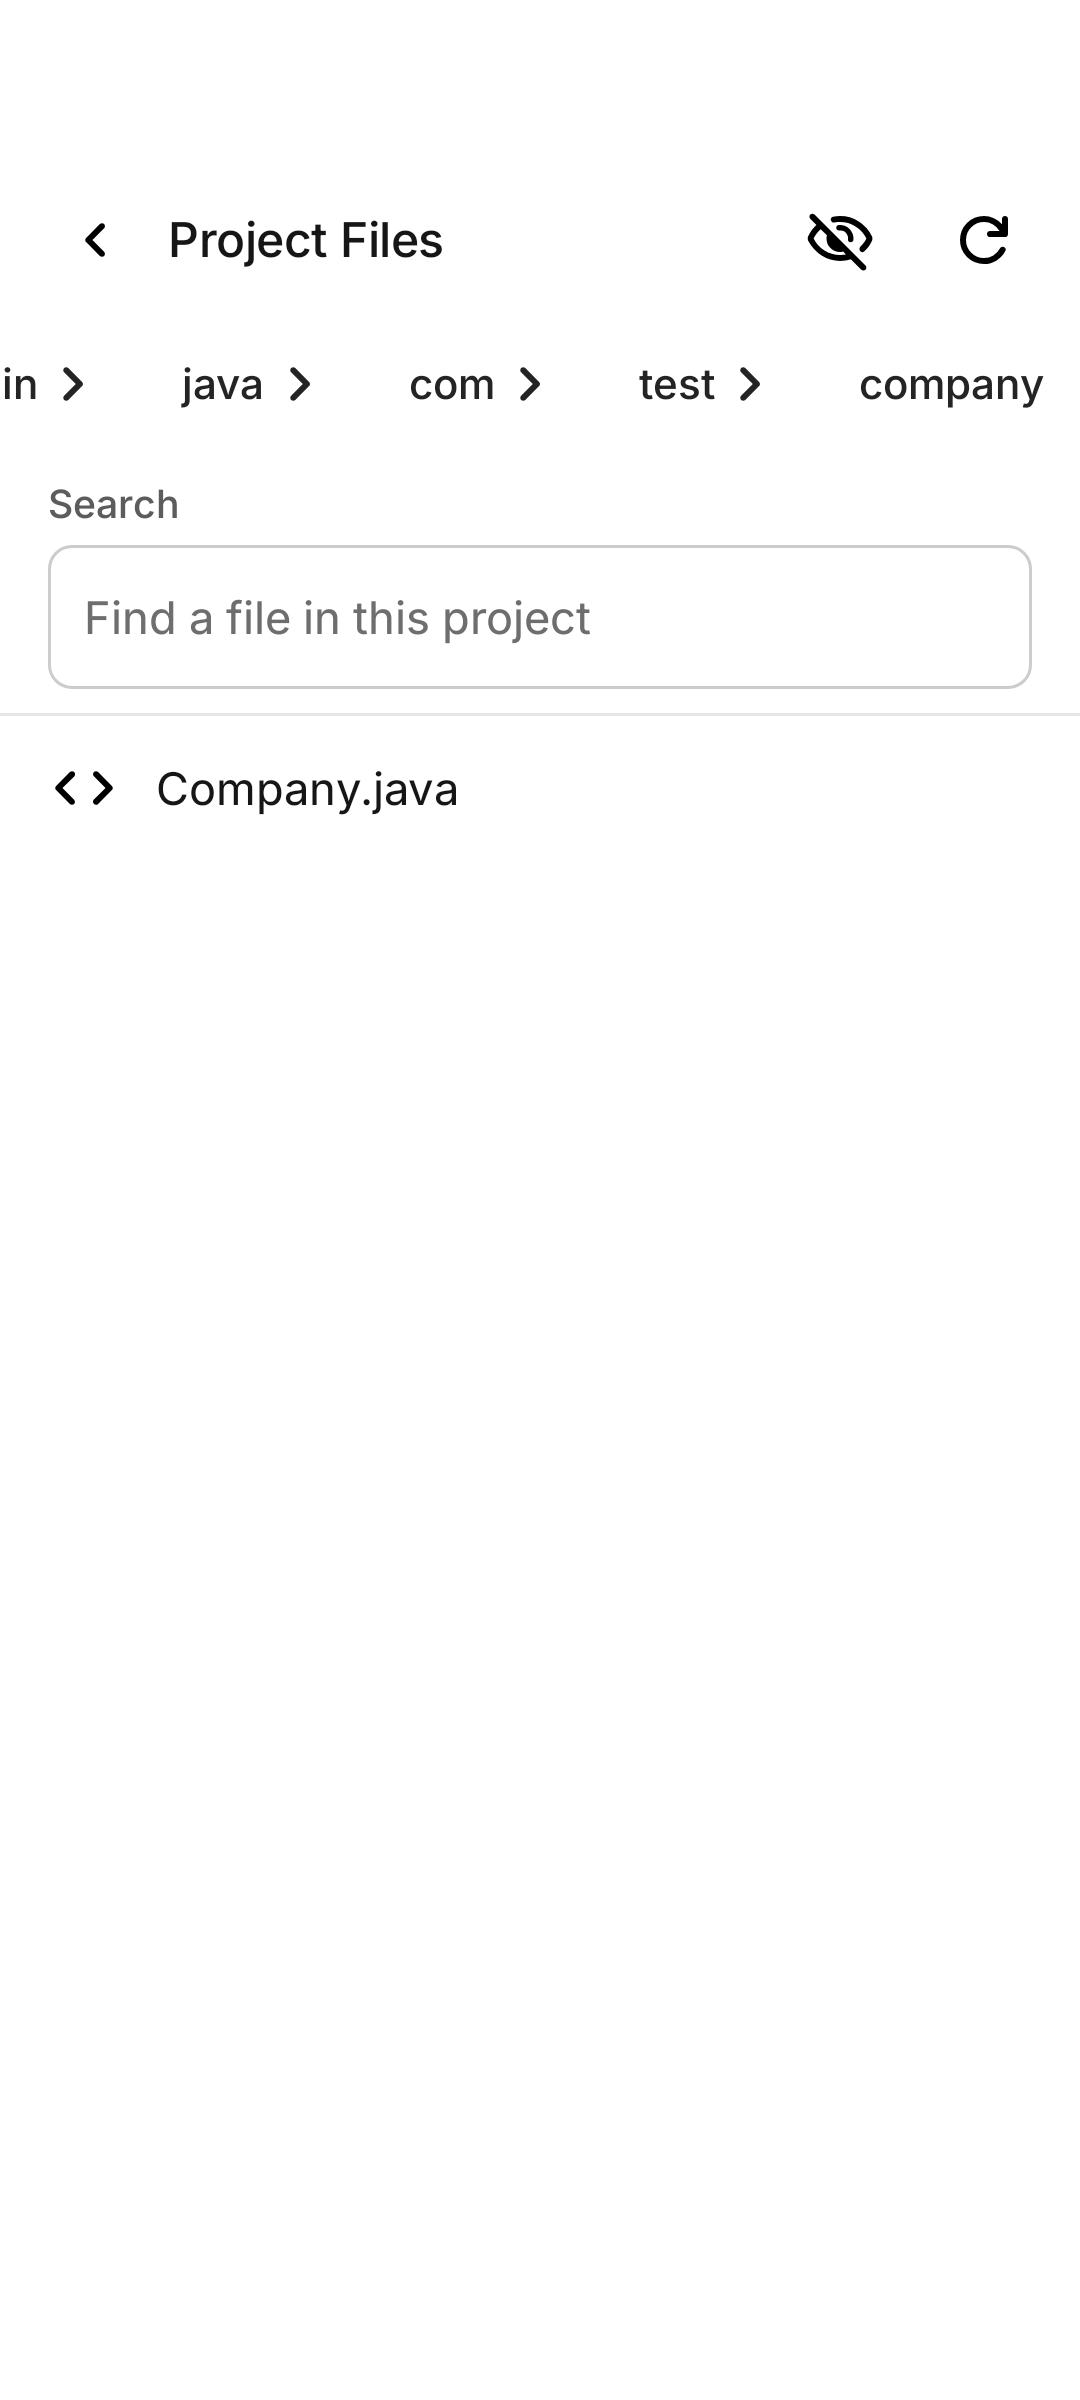 Project Files
in java com test company
Search
Find a file in this project
Company.java